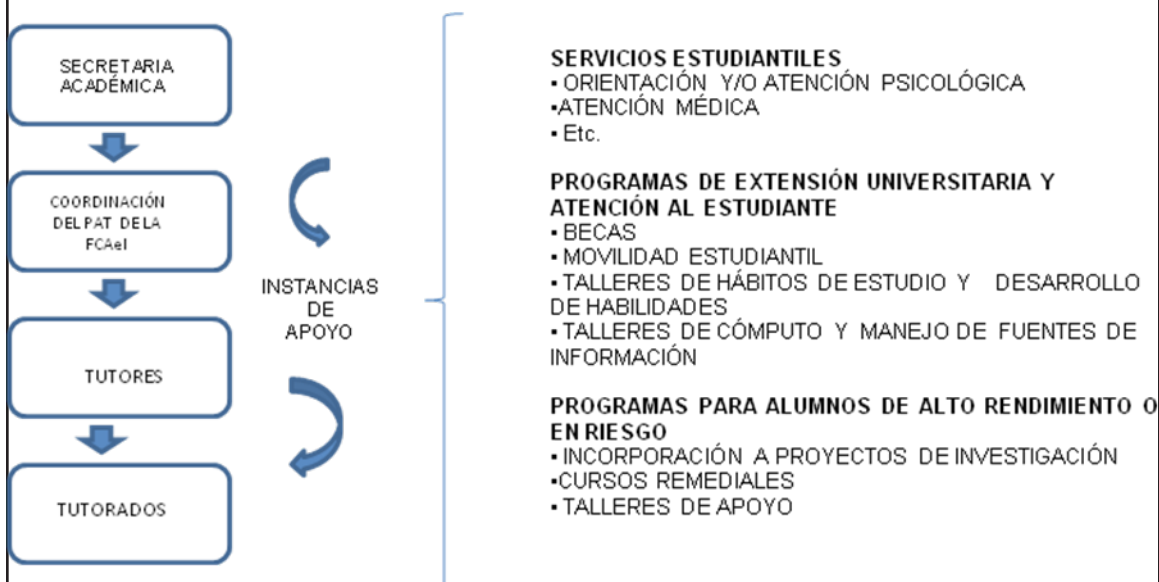 SECRETARIA
ACADÉMICA
COORDINACIÓN
DEL PAT DE LA
FCAeI
TUTORES
TUTORADOS
INSTANCIAS
DE
APOYO
SERVICIOS ESTUDIANTILES
▪ ORIENTACIÓN Y/O ATENCIÓN PSICOLÓGICA
▪ATENCIÓN MÉDICA
▪ Etc.
PROGRAMAS DE EXTENSIÓN UNIVERSITARIA Y
ATENCIÓN AL ESTUDIANTE
▪ BECAS
▪ MOVILIDAD ESTUDIANTIL
▪ TALLERES DE HÁBITOS DE ESTUDIO Y DESARROLLO
DE HABILIDADES
▪ TALLERES DE CÓMPUTO Y MANEJO DE FUENTES DE
INFORMACIÓN
PROGRAMAS PARA ALUMNOS DE ALTO RENDIMIENTO O
EN RIESGO
▪ INCORPORACIÓN A PROYECTOS DE INVESTIGACIÓN
▪CURSOS REMEDIALES
▪ TALLERES DE APOYO